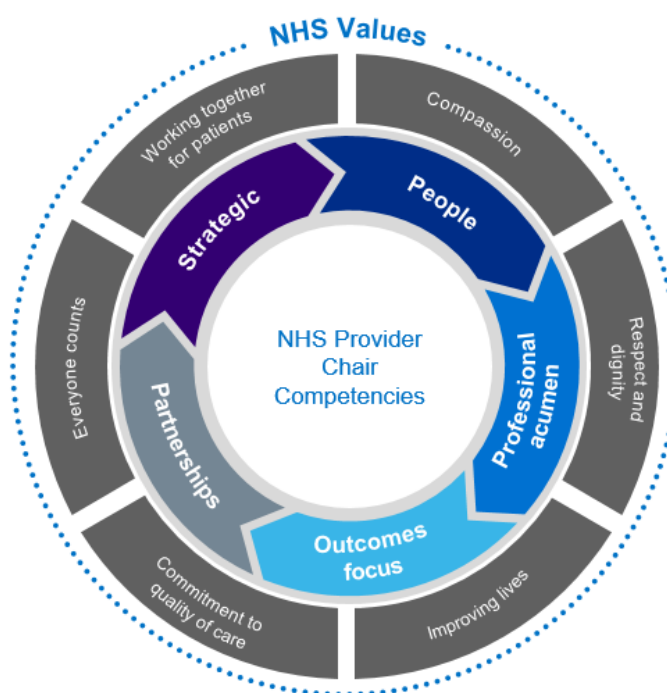 NHS Values
Working together
for patients
Compassion
Respect and
dignity
Improving lives
Commitment to
quality of care
Everyone counts
Strategic
People
Professional
acumen
Outcomes
focus
Partnerships
NHS Provider
Chair
Competencies